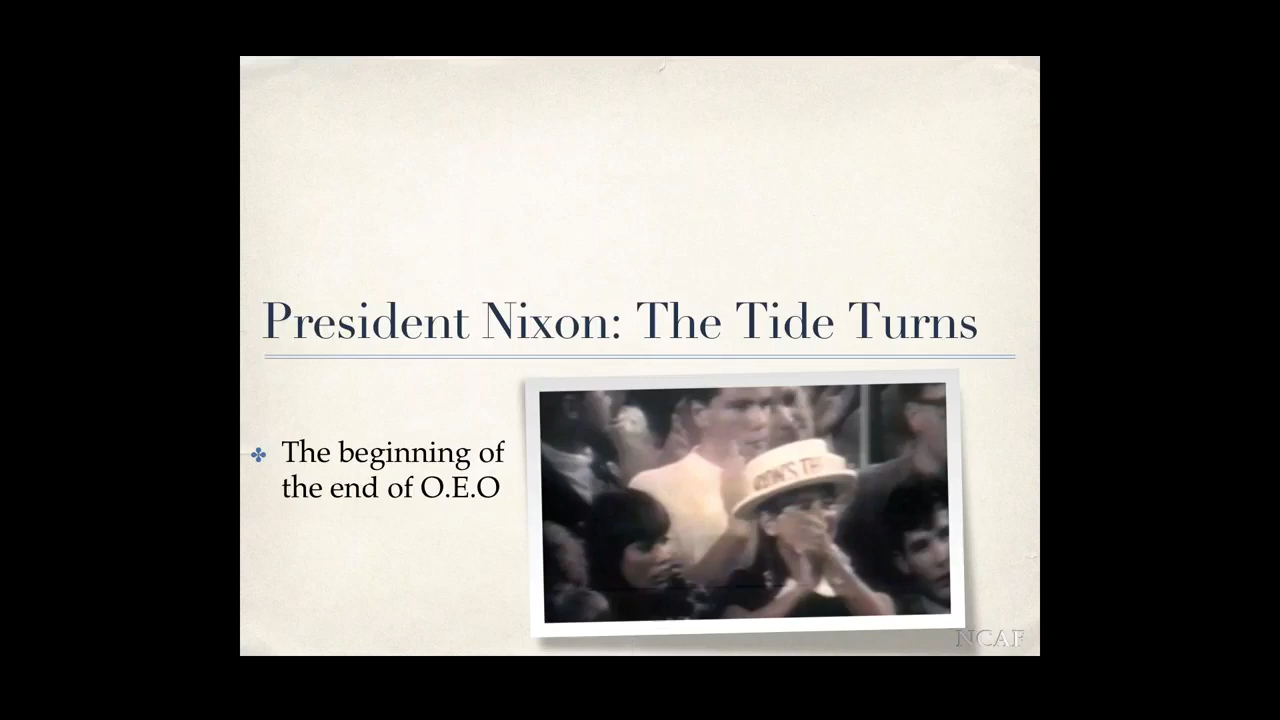 President Nixon: The Tide Turns
The beginning of
the end of O.E.O
NCAF